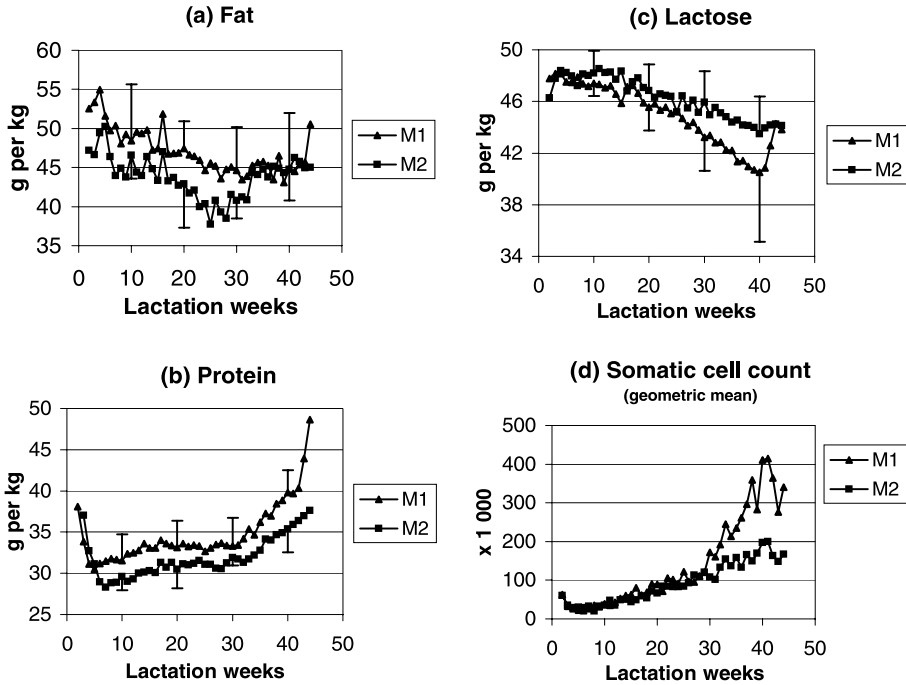 (a) Fat
60
55
50
45
40
35
g per kg
0 10 20 30 40 50
Lactation weeks
M1
M2
(c) Lactose
50
46
42
38
34
g per kg
0 10 20 30 40 50
Lactation weeks
M1
M2
(b) Protein
50
45
40
35
30
25
g per kg
0 10 20 30 40 50
Lactation weeks
M1
M2
(d) Somatic cell count
(geometric mean)
500
400
300
200
100
0
x 1 000
0 10 20 30 40 50
Lactation weeks
M1
M2